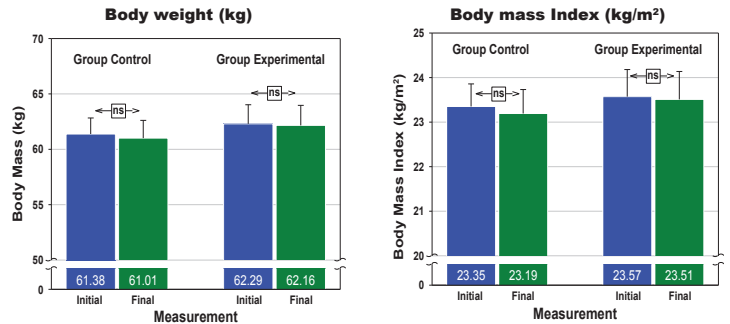 Body weight (kg)
70
65
60
55
50
0
Body Mass (kg)
Group Control
Group Experimental
ns
ns
61.38
61.01
62.29
62.16
Initial
Final
Initial
Final
Measurement
Body mass Index (kg/m²)
25
24
23
22
21
20
0
Body Mass Index (kg/m²)
Group Control
Group Experimental
ns
ns
23.35
23.19
23.57
23.51
Initial
Final
Initial
Final
Measurement